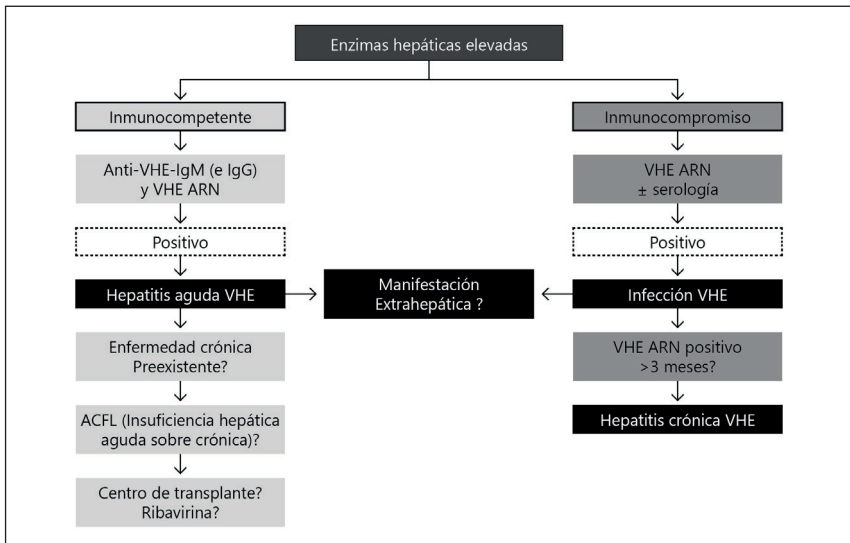 Enzimas hepáticas elevadas
Inmunocompetente
Anti-VHE-IgM (e IgG)
y VHE ARN
Positivo
Hepatitis aguda VHE
Enfermedad crónica
Preexistente?
ACFL (Insuficiencia hepática
aguda sobre crónica)?
Centro de transplante?
Ribavirina?
Manifestación
Extrahepática ?
Inmunocompromiso
VHE ARN
± serología
Positivo
Infección VHE
VHE ARN positivo
>3 meses?
Hepatitis crónica VHE